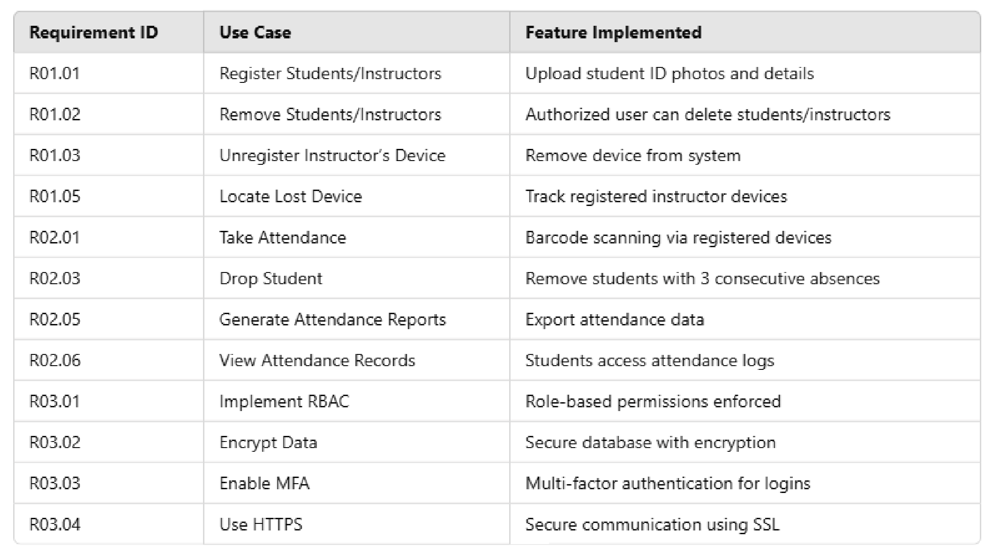 Requirement ID Use Case Feature Implemented
R01.01 Register Students/Instructors Upload student ID photos and details
R01.02 Remove Students/Instructors Authorized user can delete students/instructors
R01.03 Unregister Instructor’s Device Remove device from system
R01.05 Locate Lost Device Track registered instructor devices
R02.01 Take Attendance Barcode scanning via registered devices
R02.03 Drop Student Remove students with 3 consecutive absences
R02.05 Generate Attendance Reports Export attendance data
R02.06 View Attendance Records Students access attendance logs
R03.01 Implement RBAC Role-based permissions enforced
R03.02 Encrypt Data Secure database with encryption
R03.03 Enable MFA Multi-factor authentication for logins
R03.04 Use HTTPS Secure communication using SSL